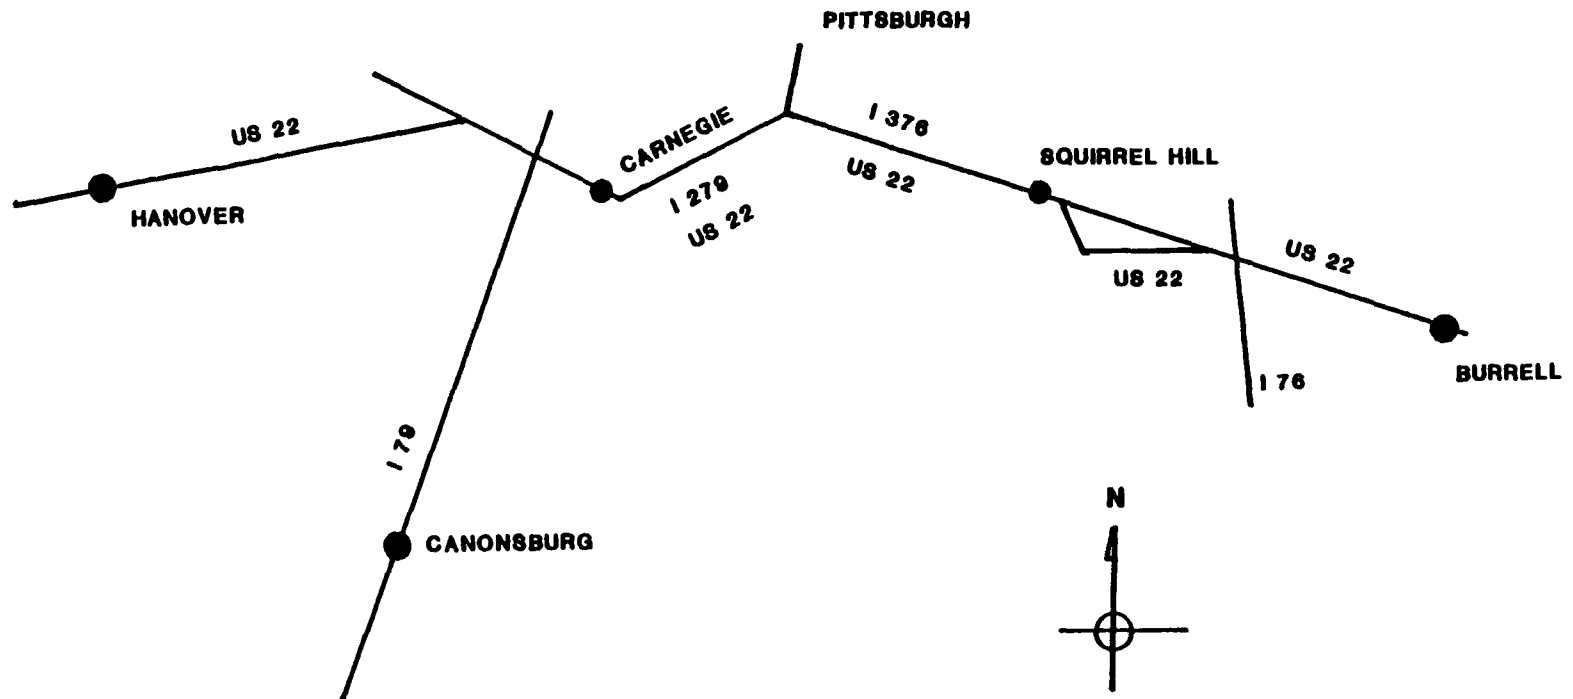 PITTSBURGH
US 22
CARNEGIE
I 376
SQUIRREL HILL
US 22
I 279
US 22
HANOVER
US 22
US 22
BURRELL
I 76
I 79
N
CANONSBURG